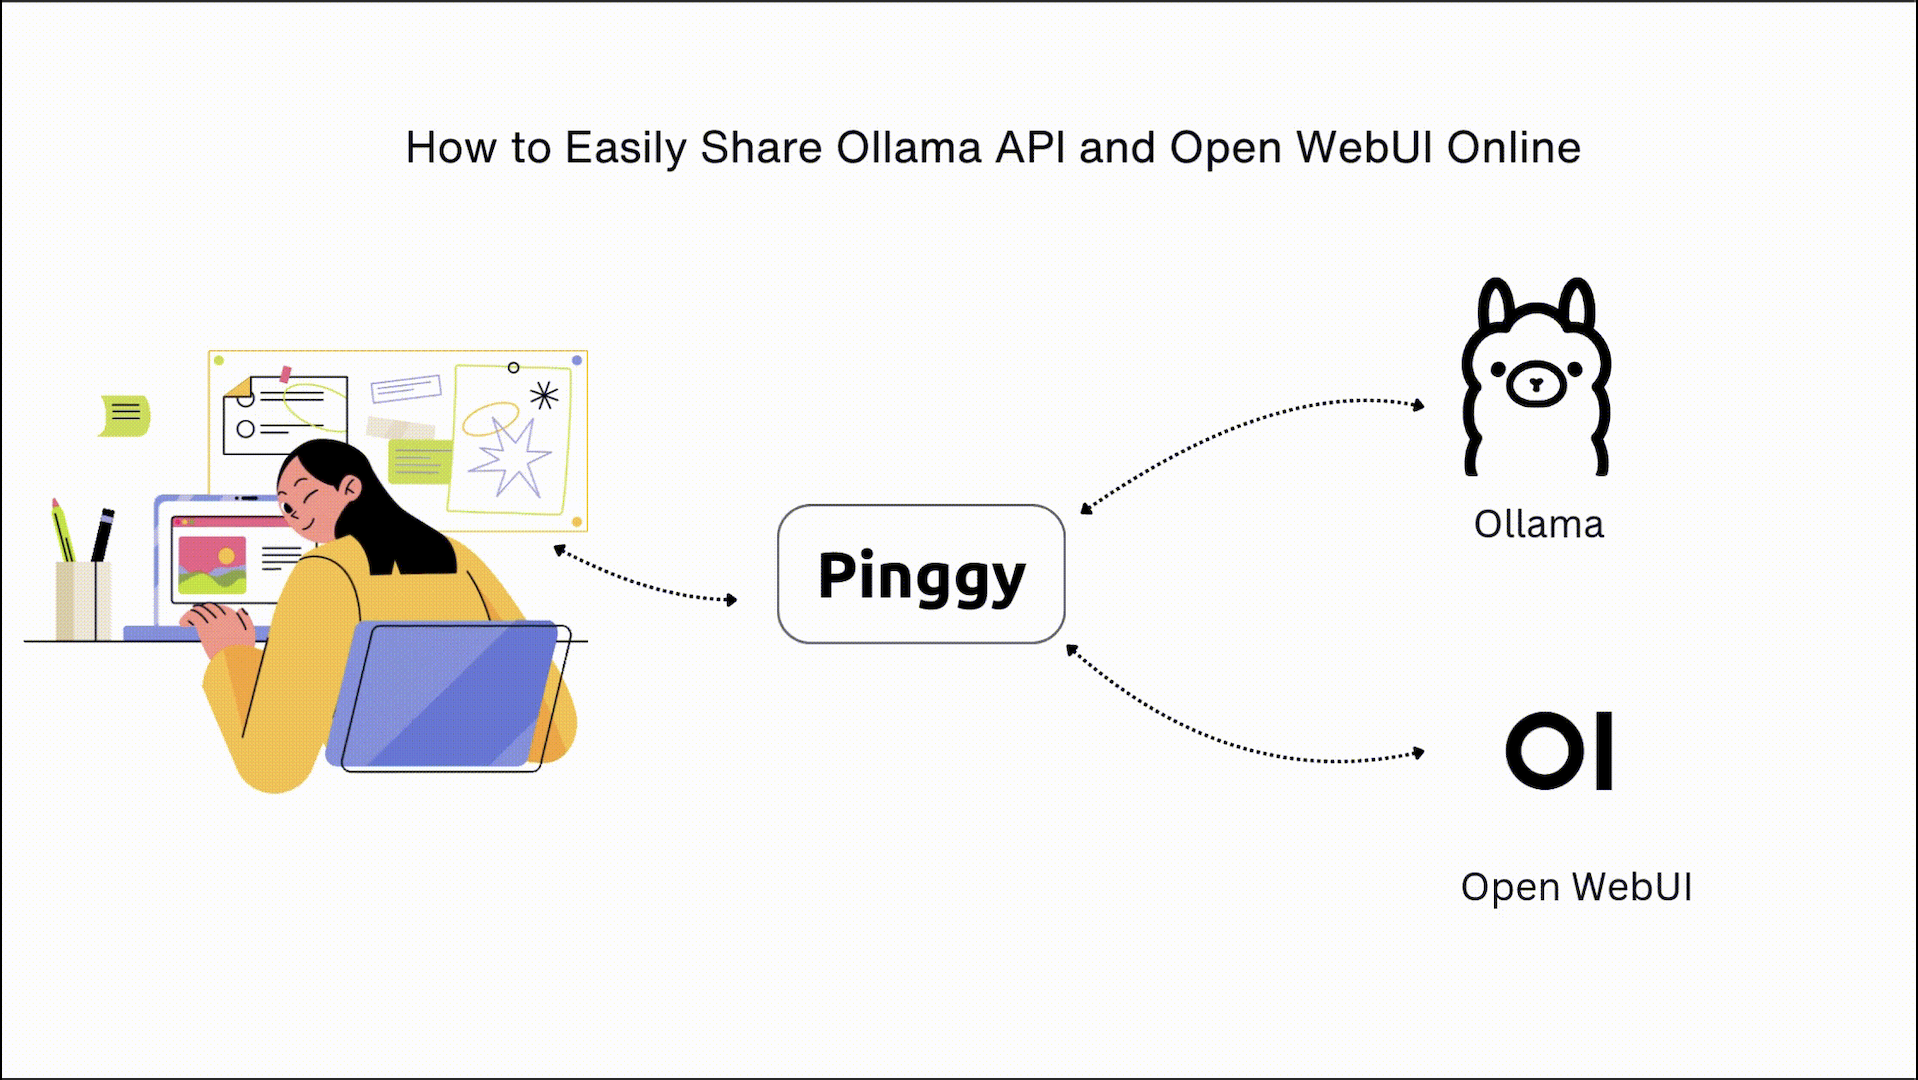 How to Easily Share Ollama API and Open WebUI Online
Pinggy
Ollama
OI
Open WebUI